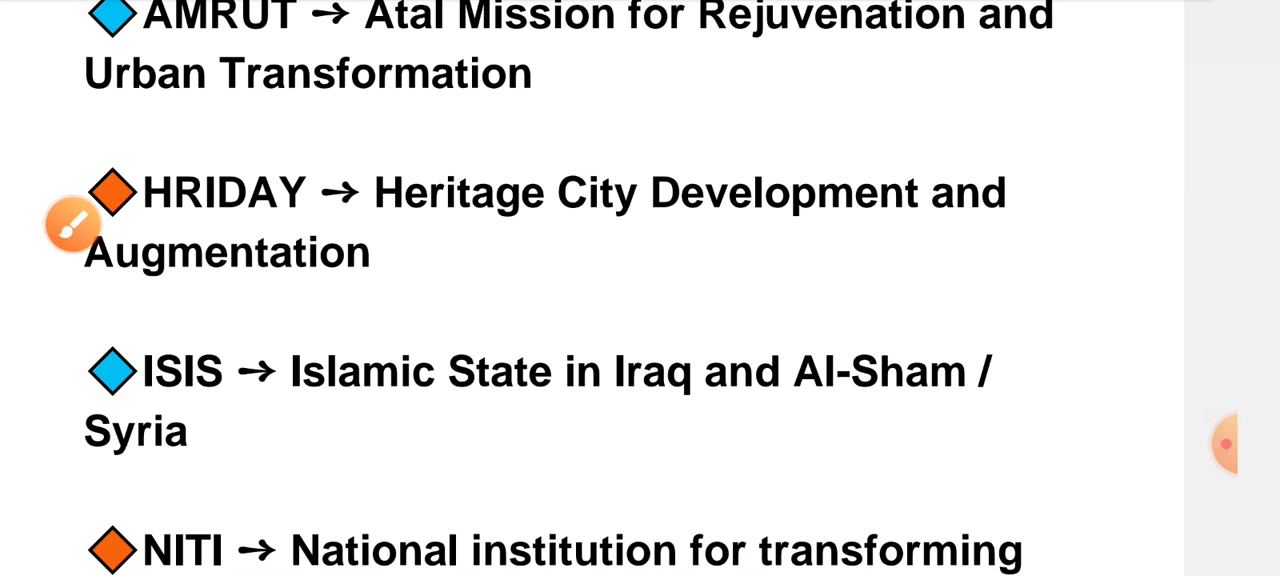 AMRUT → Atal Mission for Rejuvenation and
Urban Transformation
HRIDAY → Heritage City Development and
Augmentation
ISIS → Islamic State in Iraq and Al-Sham /
Syria
NITI → National institution for transforming